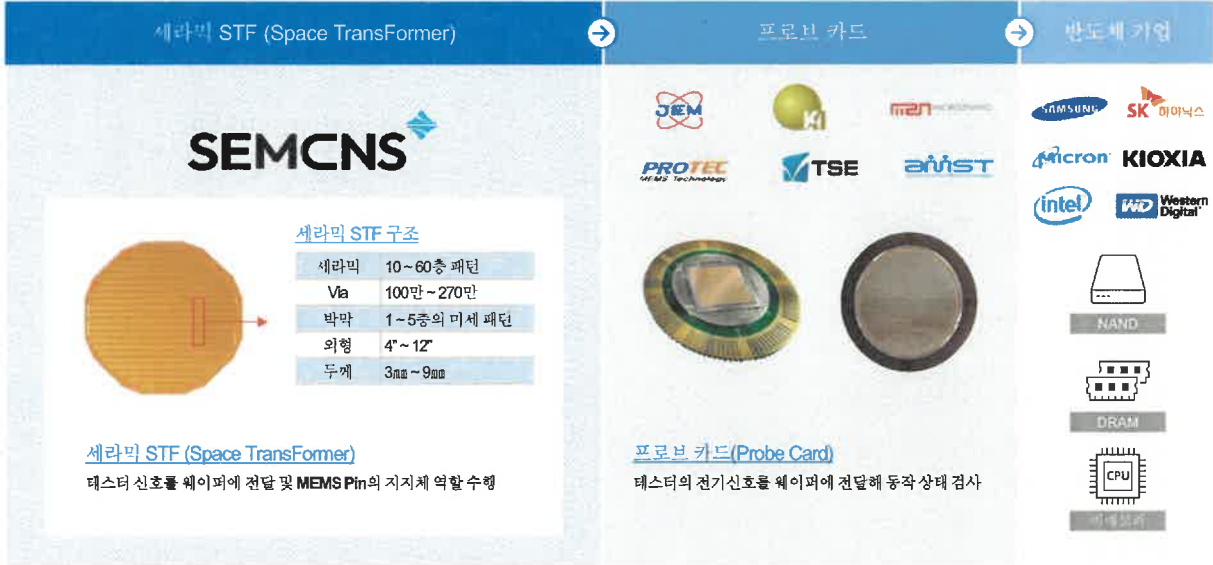 세라믹 STF (Space TransFormer)
프로브 카드
반도체 기업
SEMCNS
세라믹 STF 구조
세라믹 10~60층 패턴
Via 100만~270만
박막 1~5층의 미세 패턴
외형 4"~12"
두께 3㎜~9㎜
세라믹 STF (Space TransFormer)
테스터 신호를 웨이퍼에 전달 및 MEMS Pin의 지지체 역할 수행
JEM
PROTEC
MEMS Technology
TSE
프로브 카드(Probe Card)
테스터의 전기신호를 웨이퍼에 전달해 동작 상태 검사
SAMSUNG
SK 하이닉스
Micron
KIOXIA
intel
WD Western Digital
NAND
DRAM
CPU
비메모리